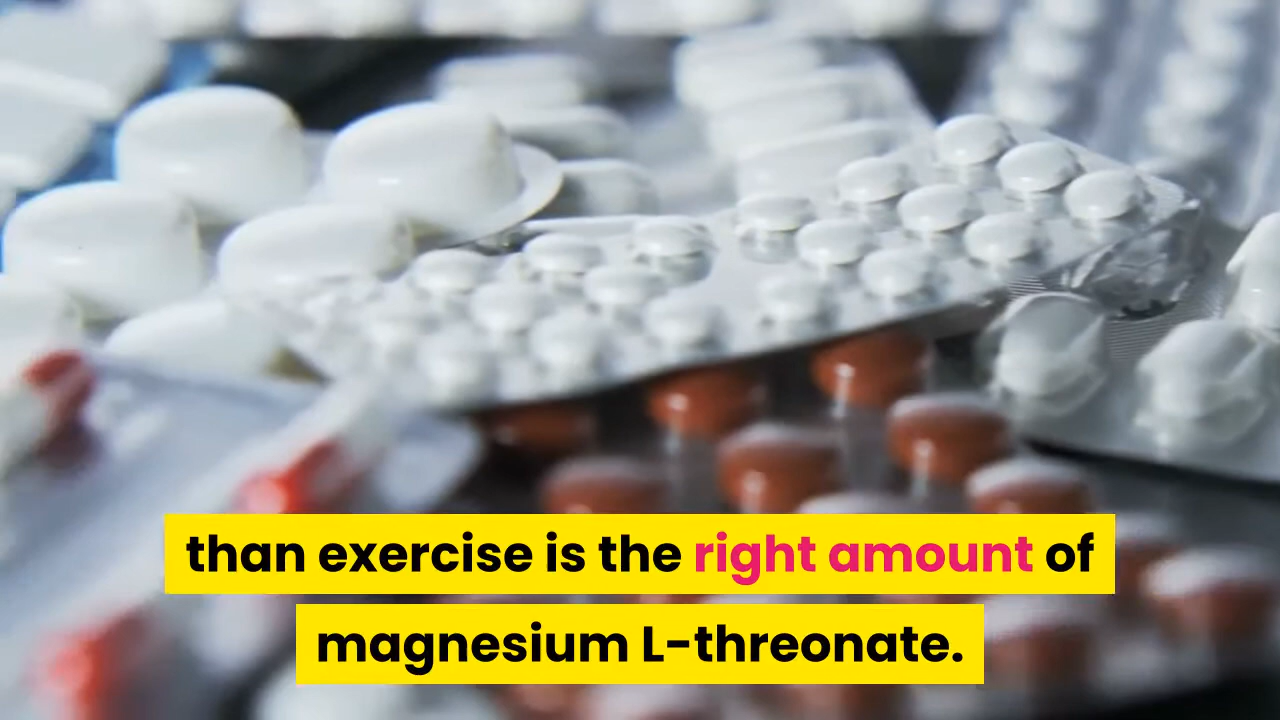 than exercise is the right amount of
magnesium L-threonate.